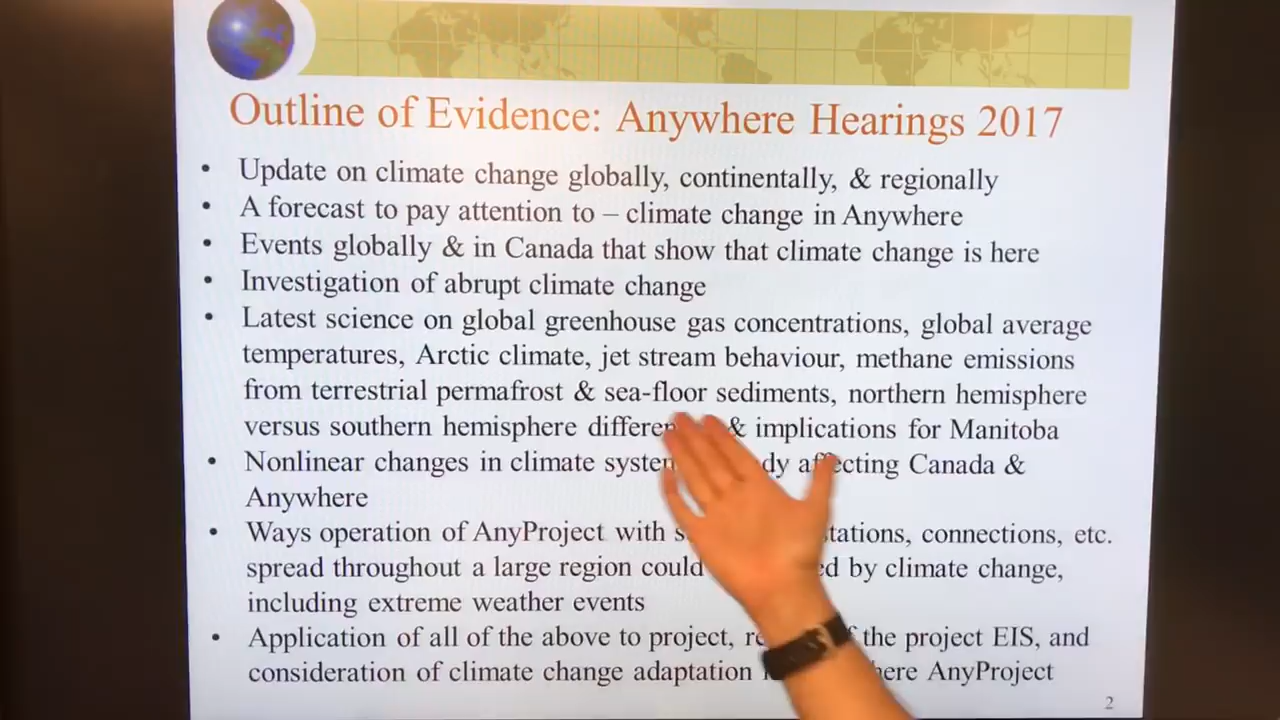 Outline of Evidence: Anywhere Hearings 2017
• Update on climate change globally, continentally, & regionally
• A forecast to pay attention to – climate change in Anywhere
• Events globally & in Canada that show that climate change is here
• Investigation of abrupt climate change
• Latest science on global greenhouse gas concentrations, global average
temperatures, Arctic climate, jet stream behaviour, methane emissions
from terrestrial permafrost & sea-floor sediments, northern hemisphere
versus southern hemisphere & implications for Manitoba
• Nonlinear changes in climate affecting Canada &
Anywhere
• Ways operation of AnyProject with connections, etc.
spread throughout a large region could by climate change,
including extreme weather events
• Application of all of the above to project, the project EIS, and
consideration of climate change adaptation AnyProject
2